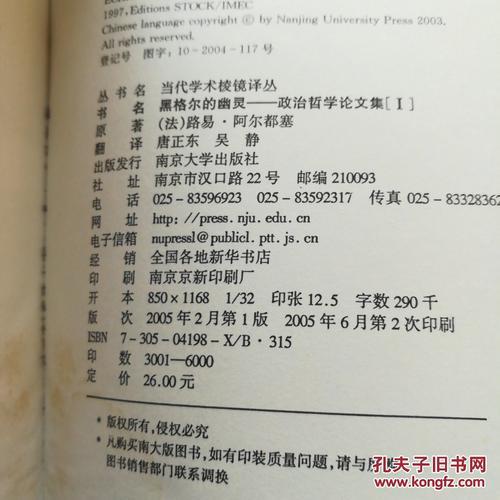 1997, Editions STOCK/IMEC
Chinese language copyright ⓒ by Nanjing University Press 2003.
All rights reserved.
登记号 图字:10-2004-117号
丛书名 当代学术棱镜译丛
书 名 黑格尔的幽灵——政治哲学论文集[Ⅰ]
原 著 (法)路易·阿尔都塞
翻 译 唐正东 吴 静
出版发行 南京大学出版社
社 址 南京市汉口路22号 邮编 210093
电 话 025-83596923 025-83592317 传真 025-8332836
网 址 http://press.nju.edu.cn
电子信箱 nupressl@publicl.ptt.js.cn
经 销 全国各地新华书店
印 刷 南京京新印刷厂
开 本 850×1168 1/32 印张 12.5 字数 290千
版 次 2005年2月第1版 2005年6月第2次印刷
ISBN 7-305-04198-X/B·315
印 数 3001—6000
定 价 26.00元
* 版权所有,侵权必究
* 凡购买南大版图书,如有印装质量问题,请与
图书销售部门联系调换
孔夫子旧书网
www.kongfz.com